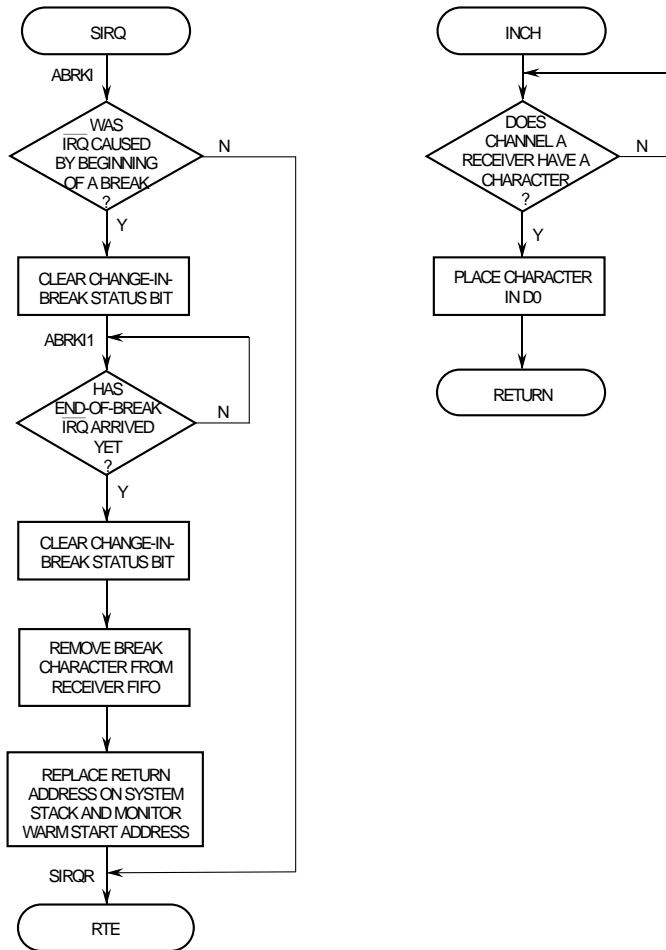 SIRQ
ABRKI
WAS
IRQ CAUSED
BY BEGINNING
OF A BREAK
?
N
Y
CLEAR CHANGE-IN-
BREAK STATUS BIT
ABRKI1
HAS
END-OF-BREAK
IRQ ARRIVED
YET
?
N
Y
CLEAR CHANGE-IN-
BREAK STATUS BIT
REMOVE BREAK
CHARACTER FROM
RECEIVER FIFO
REPLACE RETURN
ADDRESS ON SYSTEM
STACK AND MONITOR
WARM START ADDRESS
SIRQR
RTE
INCH
DOES
CHANNEL A
RECEIVER HAVE A
CHARACTER
?
N
Y
PLACE CHARACTER
IN D0
RETURN